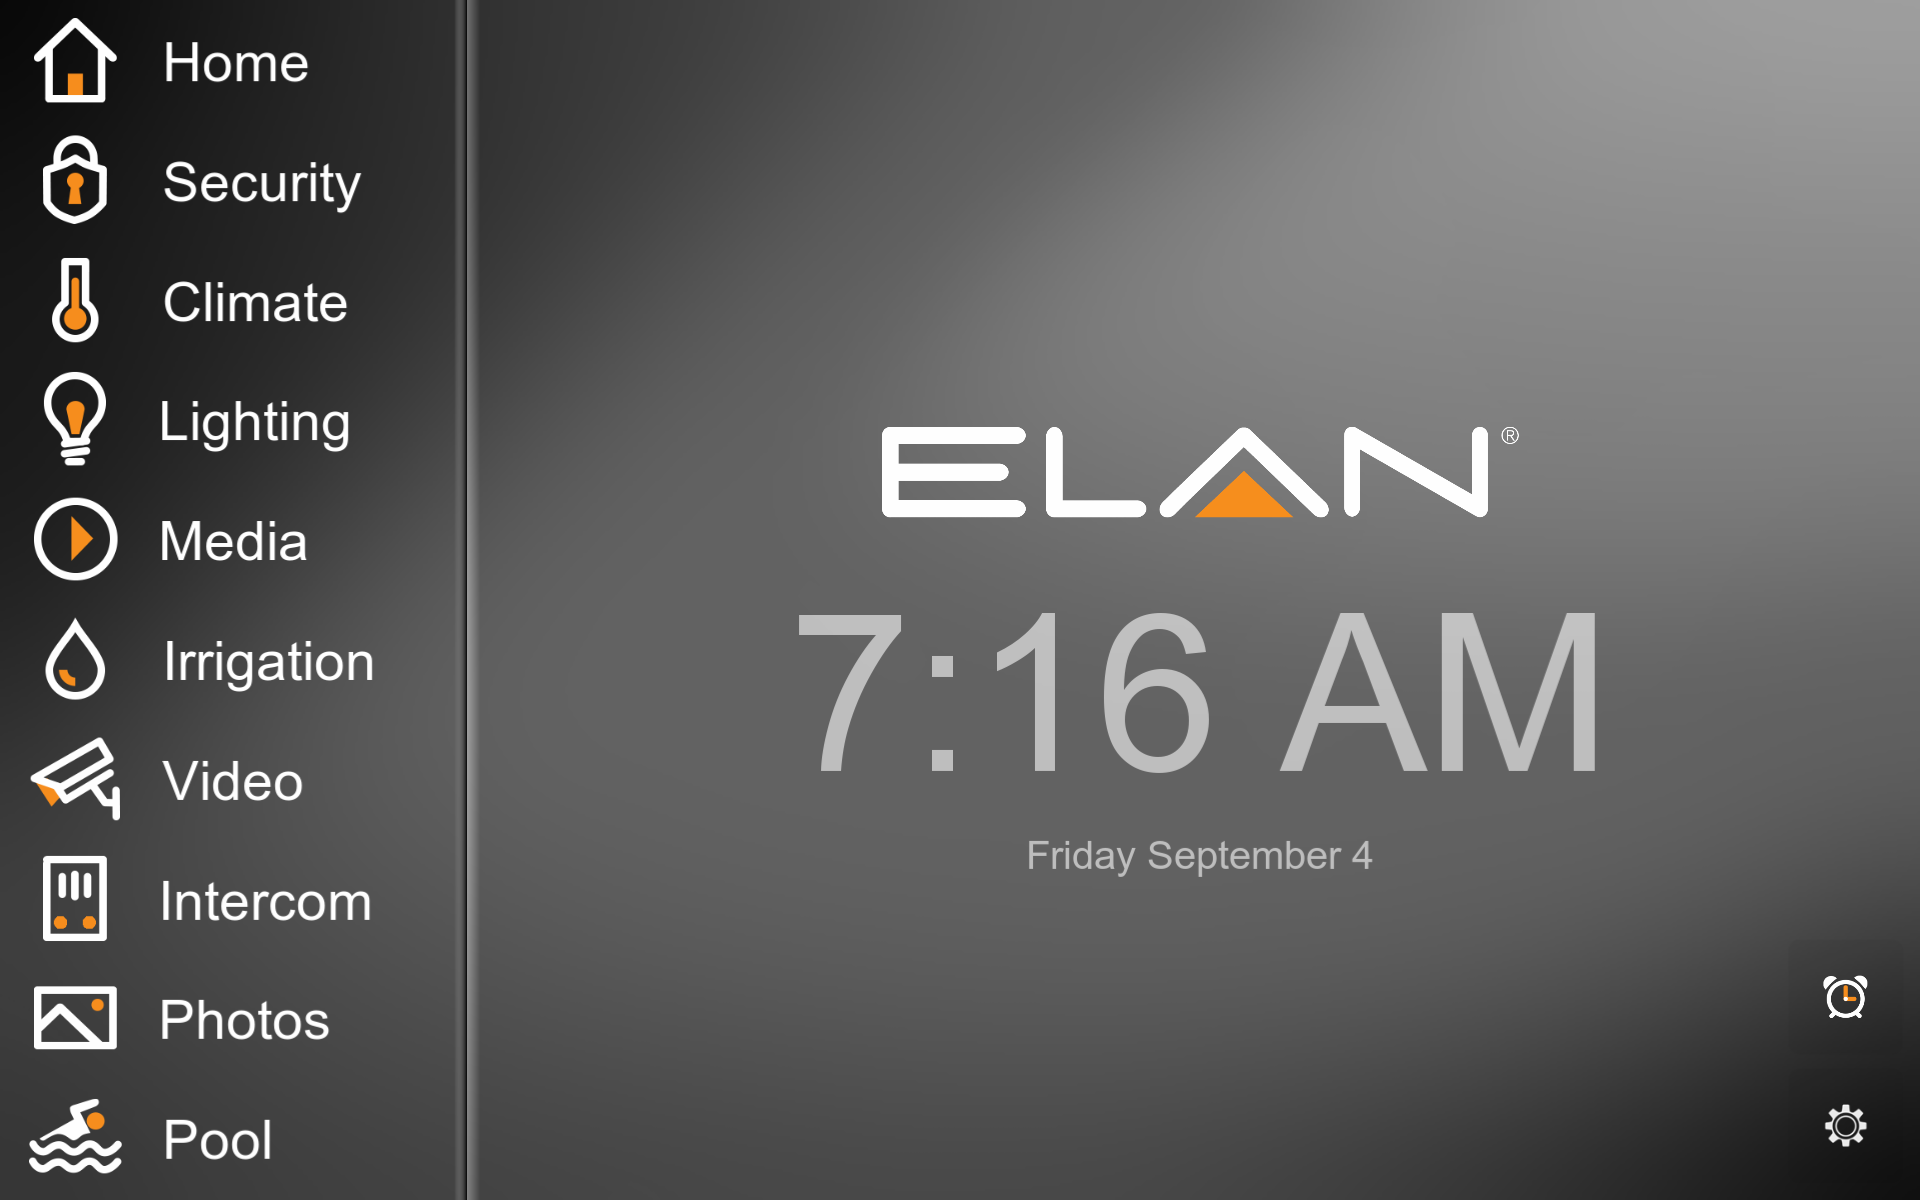 Home
Security
Climate
Lighting
Media
Irrigation
Video
Intercom
Photos
Pool
ELAN®
7:16 AM
Friday September 4